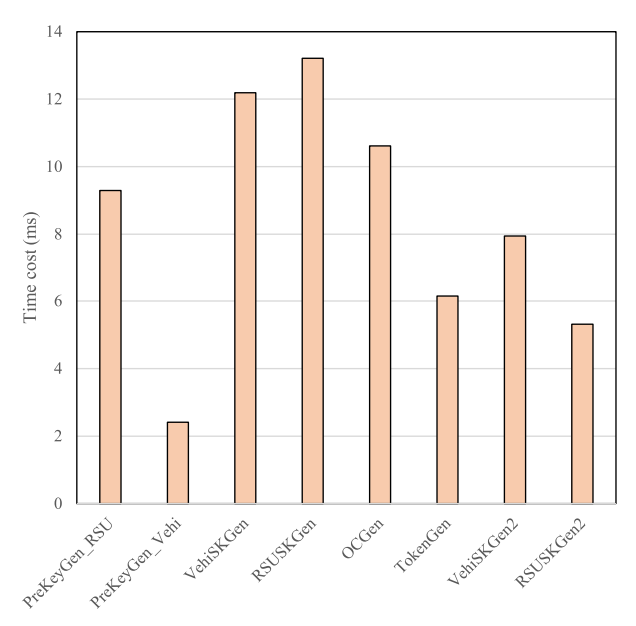 Time cost (ms)
14
12
10
8
6
4
2
0
PreKeyGen_RSU
PreKeyGen_Vehi
VehiSKGen
RSUSKGen
OCGen
TokenGen
VehiSKGen2
RSUSKGen2